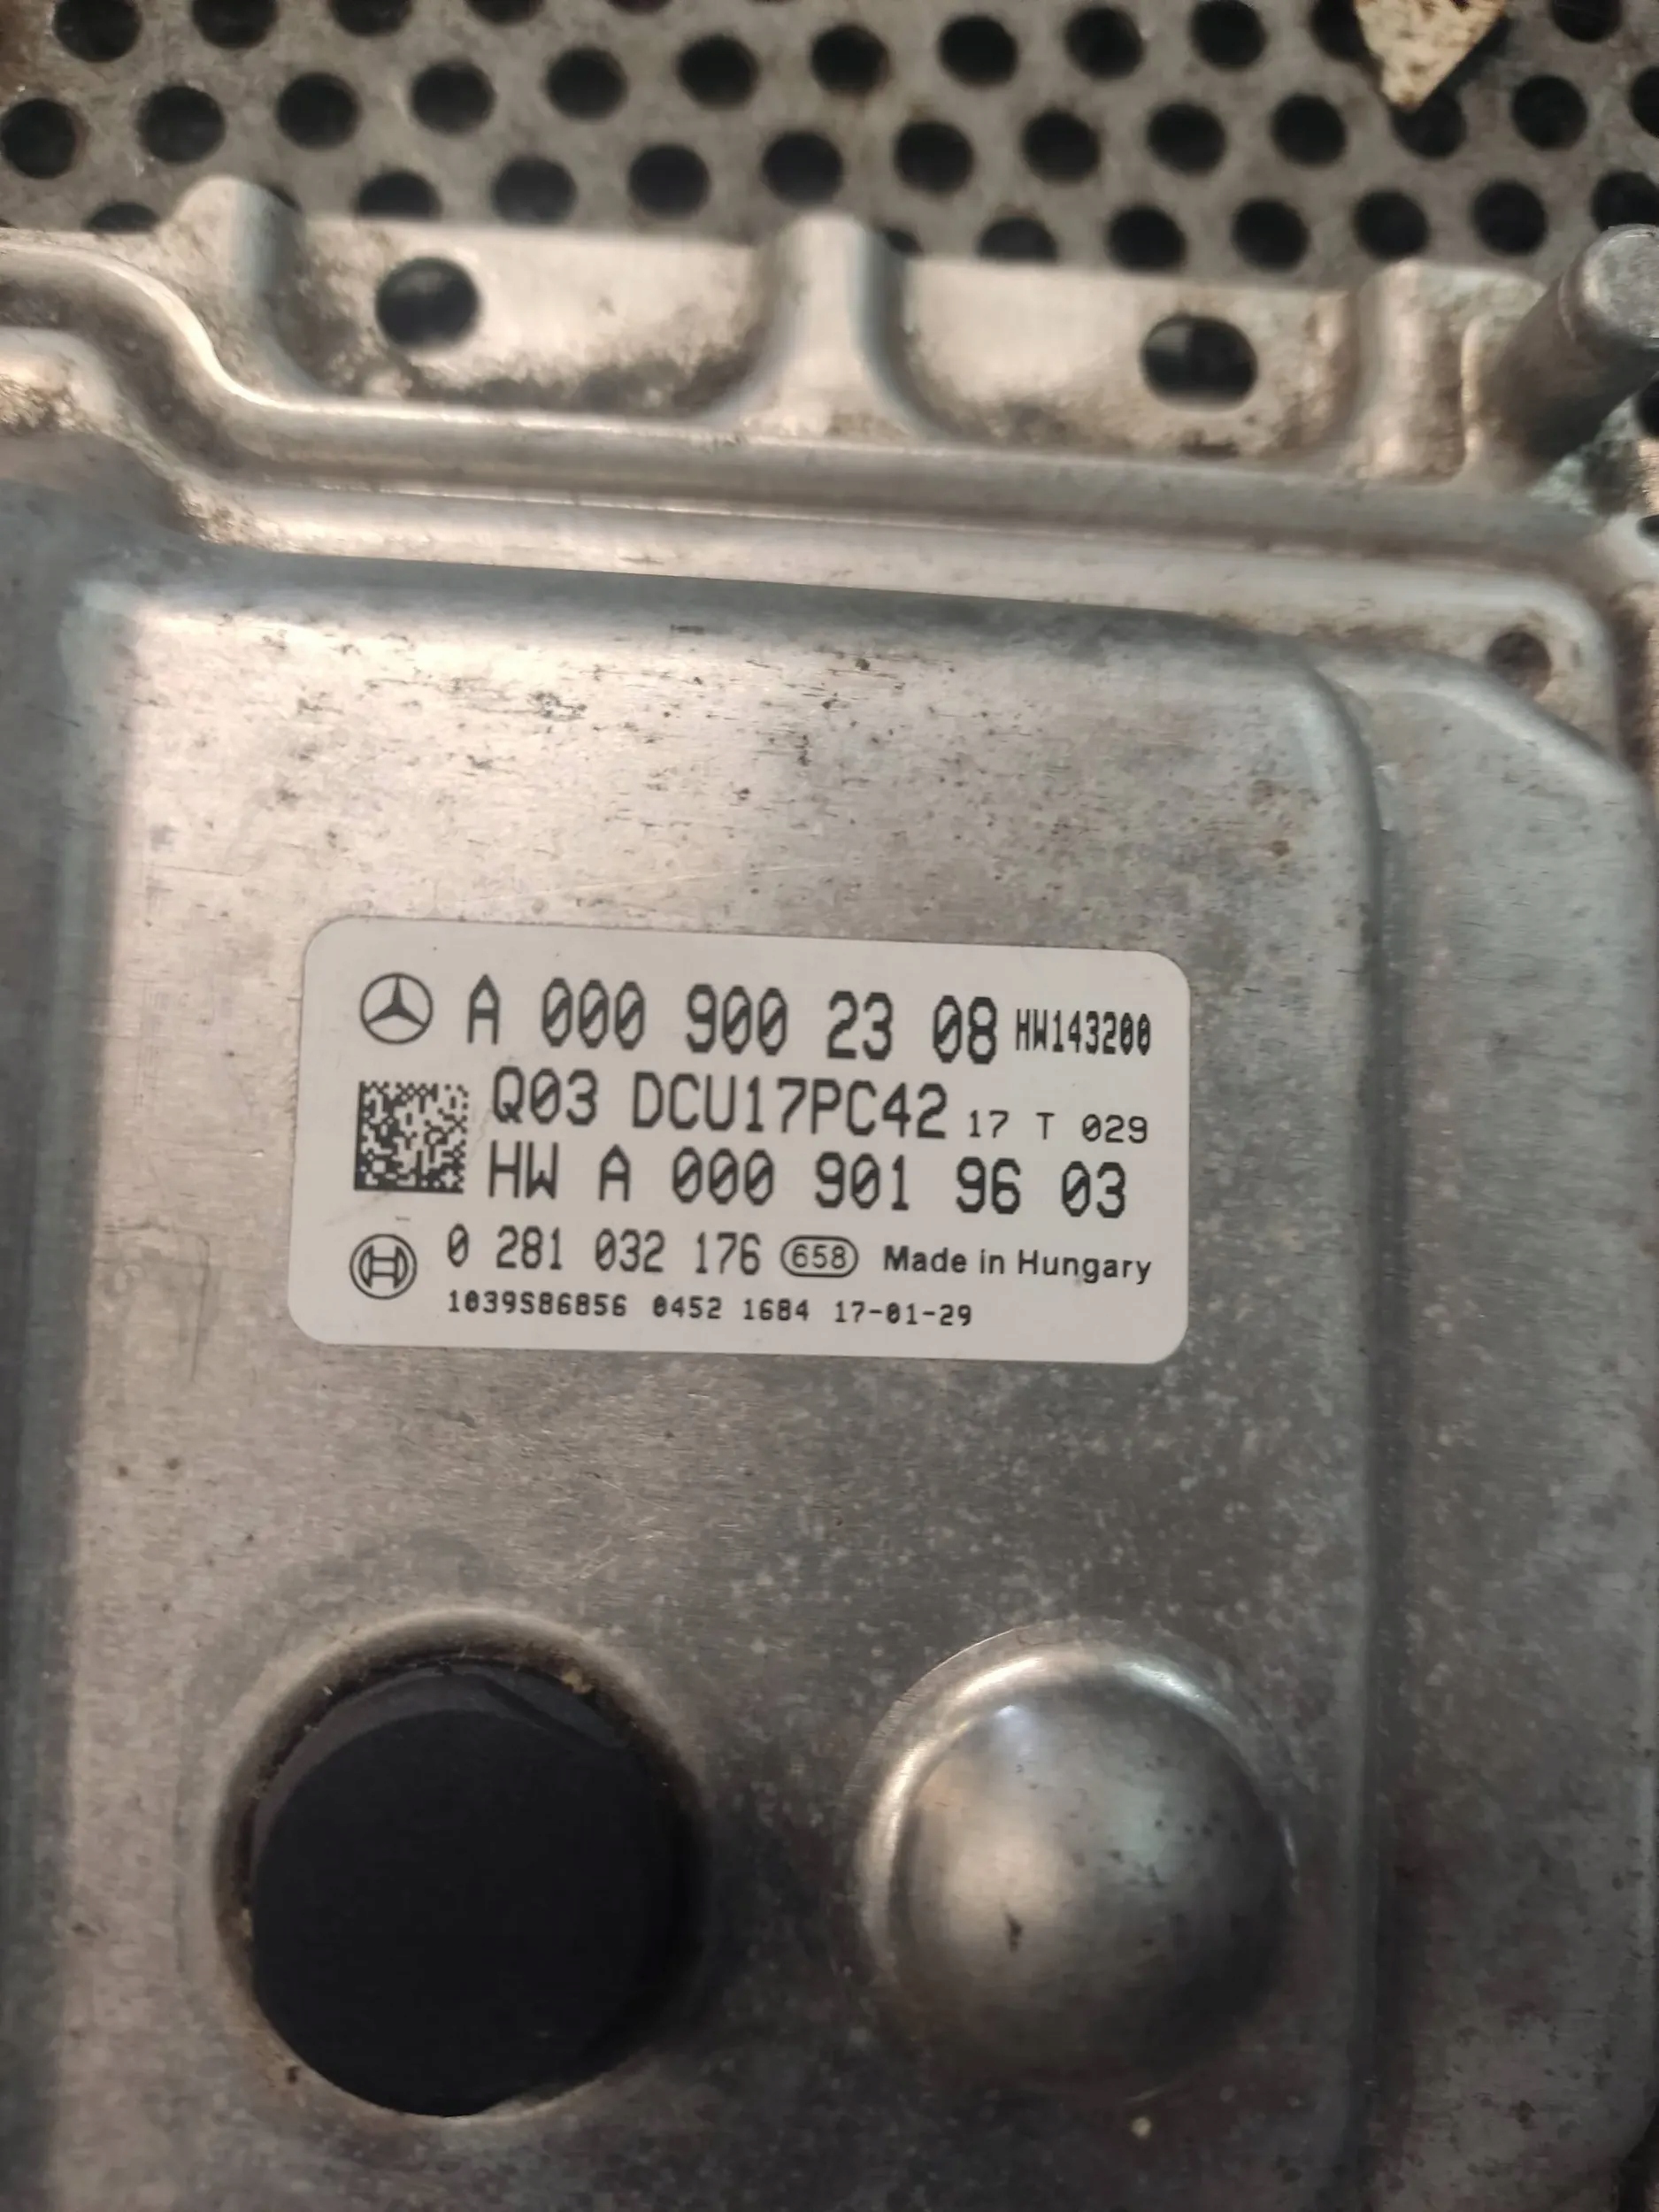 A 000 900 23 08 HW143200
Q03 DCU17PC42 17 T 029
HW A 000 901 96 03
0 281 032 176 658 Made in Hungary
1039S86856 0452 1684 17-01-29